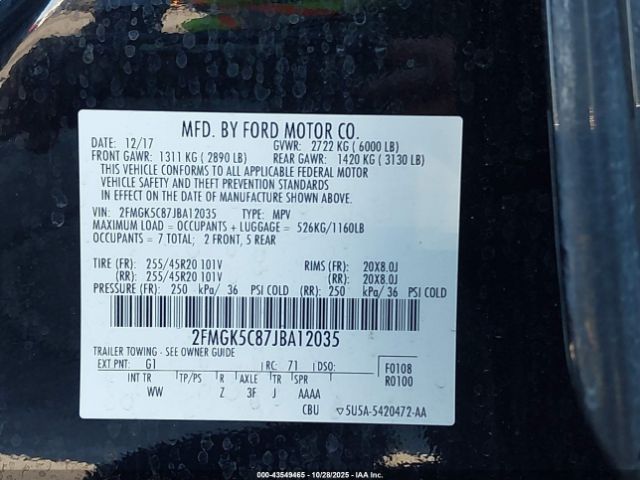 MFD. BY FORD MOTOR CO.
DATE: 12/17 GVWR: 2722 KG ( 6000 LB)
FRONT GAWR: 1311 KG ( 2890 LB) REAR GAWR: 1420 KG ( 3130 LB)
THIS VEHICLE CONFORMS TO ALL APPLICABLE FEDERAL MOTOR
VEHICLE SAFETY AND THEFT PREVENTION STANDARDS
IN EFFECT ON THE DATE OF MANUFACTURE SHOWN ABOVE.
VIN: 2FMGK5C87JBA12035 TYPE: MPV
MAXIMUM LOAD = OCCUPANTS + LUGGAGE = 526KG/1160LB
OCCUPANTS = 7 TOTAL; 2 FRONT, 5 REAR
TIRE (FR): 255/45R20 101V RIMS (FR): 20X8.0J
(RR): 255/45R20 101V (RR): 20X8.0J
PRESSURE (FR): 250 kPa/ 36 PSI COLD (RR) 250 kPa/ 36 PSI COLD
2FMGK5C87JBA12035
TRAILER TOWING - SEE OWNER GUIDE
EXT PNT: G1 RC: 71 DSO: F0108
R0100
INT TR TP/PS R AXLE TR SPR
WW Z 3F J AAAA
CBU ▽5U5A-5420472-AA
000-43549465 - 10/28/2025 - IAA Inc.